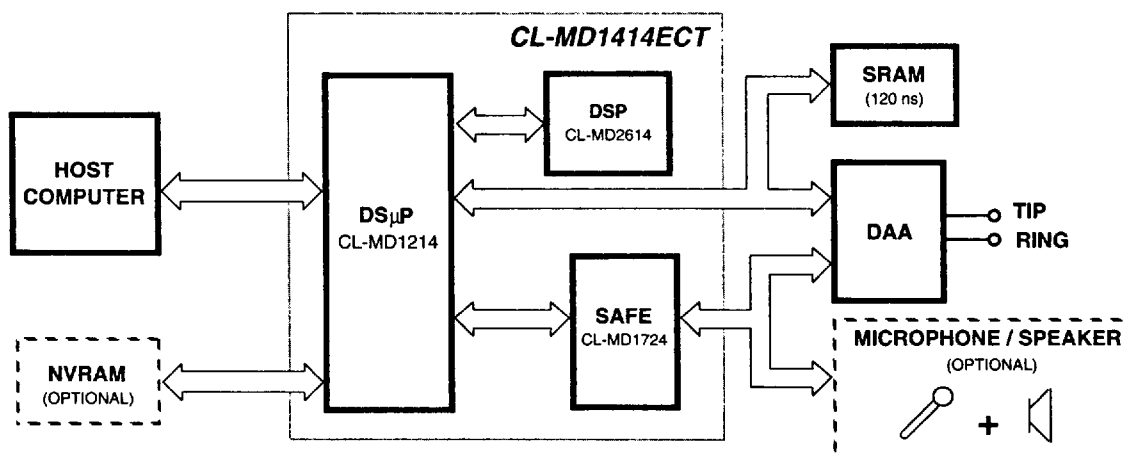 CL-MD1414ECT
HOST
COMPUTER
NVRAM
(OPTIONAL)
DSμP
CL-MD1214
DSP
CL-MD2614
SAFE
CL-MD1724
SRAM
(120 ns)
DAA
TIP
RING
MICROPHONE / SPEAKER
(OPTIONAL)
+